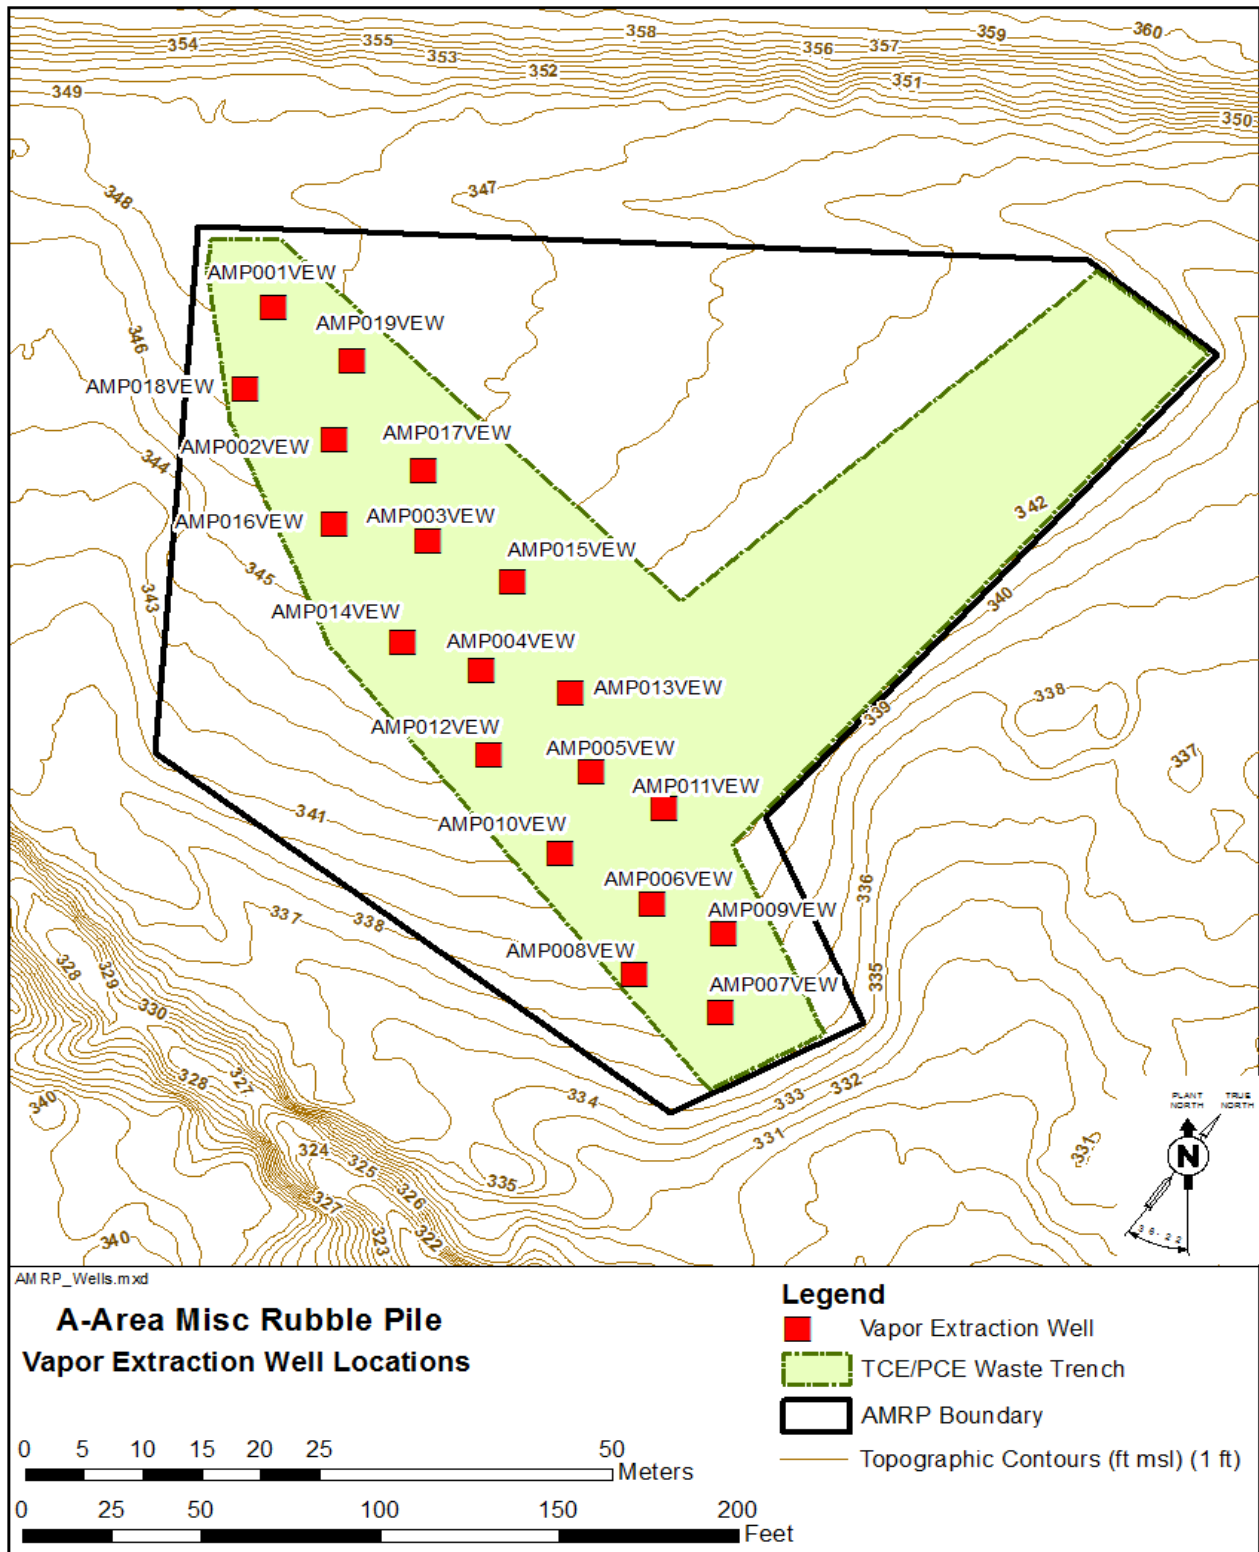 358
359
360
354
355
356
357
353
352
351
349
350
348
347
AMP001VEW
AMP019VEW
346
AMP018VEW
AMP017VEW
AMP002VEW
344
342
AMP016VEW
AMP003VEW
AMP015VEW
345
343
340
AMP014VEW
AMP004VEW
AMP013VEW
338
339
AMP012VEW
AMP005VEW
337
AMP011VEW
341
AMP010VEW
AMP006VEW
336
337
338
AMP009VEW
328
329
AMP008VEW
335
AMP007VEW
330
328
327
340
334
333
332
331
331
324
325
335
326
327
340
323
322
PLANT NORTH
TRUE NORTH
N
36.22
AMRP_Wells.mxd
A-Area Misc Rubble Pile
Vapor Extraction Well Locations
0 5 10 15 20 25 50
Meters
0 25 50 100 150 200
Feet
Legend
Vapor Extraction Well
TCE/PCE Waste Trench
AMRP Boundary
Topographic Contours (ft msl) (1 ft)